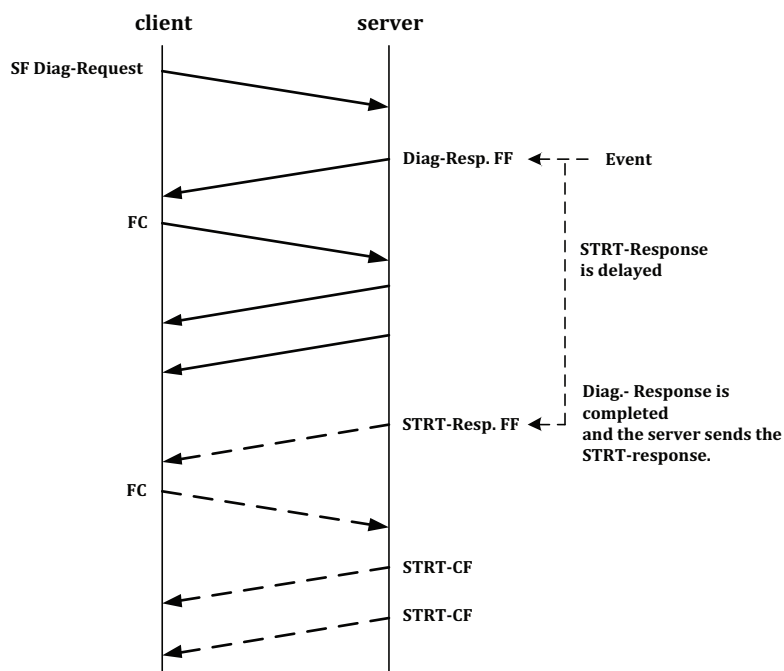 client
server
SF Diag-Request
Diag-Resp. FF
Event
FC
STRT-Response
is delayed
Diag.- Response is
completed
and the server sends the
STRT-response.
STRT-Resp. FF
FC
STRT-CF
STRT-CF